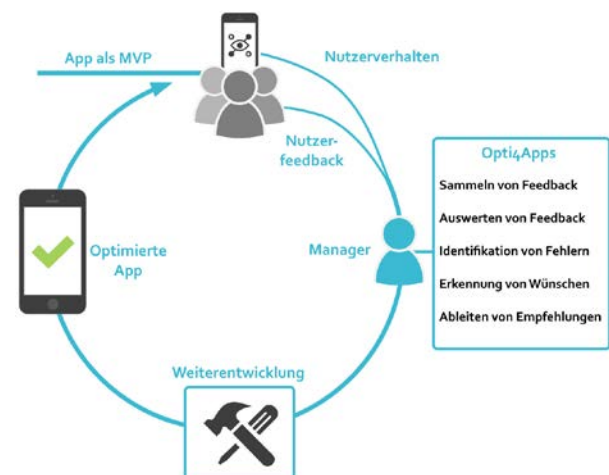 App als MVP
Nutzerverhalten
Nutzer-
feedback
Opti4Apps
Sammeln von Feedback
Auswerten von Feedback
Identifikation von Fehlern
Erkennung von Wünschen
Ableiten von Empfehlungen
Manager
Optimierte
App
Weiterentwicklung